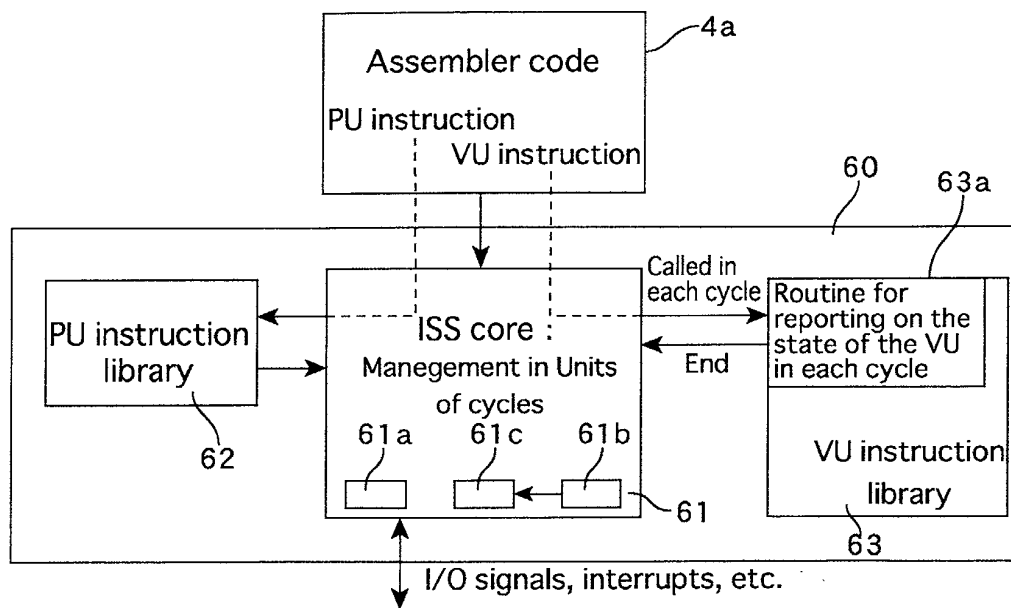 4a
Assembler code
PU instruction
VU instruction
60
63a
Called in
each cycle
Routine for
reporting on the
state of the VU
in each cycle
PU instruction
library
ISS core :
Manegement in Units
of cycles
End
62
61a
61c
61b
61
VU instruction
library
63
I/O signals, interrupts, etc.